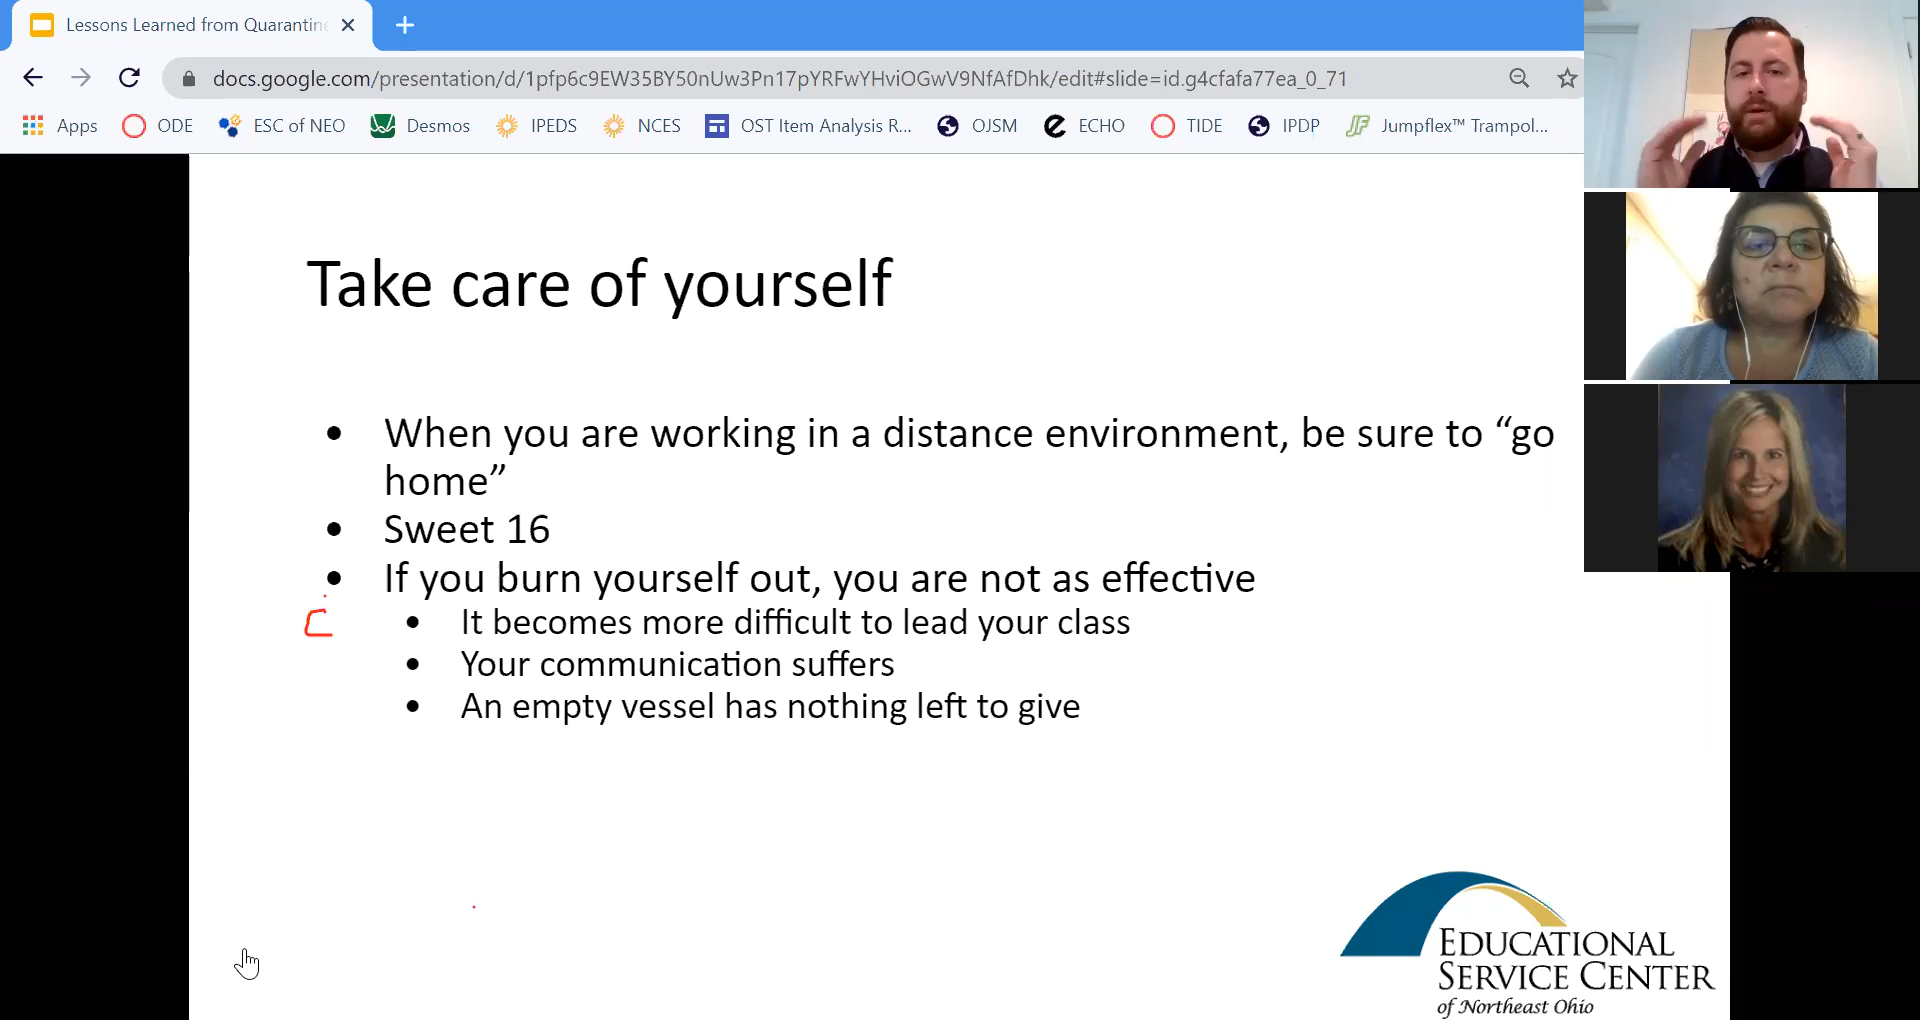 Lessons Learned from Quarantin
docs.google.com/presentation/d/1pfp6c9EW35BY50nUw3Pn17pYRFwYHviOGwV9NfAfDhk/edit#slide=id.g4cfafa77ea_0_71
Apps ODE ESC of NEO Desmos IPEDS NCES OST Item Analysis R... OJSM ECHO TIDE IPDP Jumpflex™ Trampol...
Take care of yourself
• When you are working in a distance environment, be sure to “go
home”
• Sweet 16
• If you burn yourself out, you are not as effective
• It becomes more difficult to lead your class
• Your communication suffers
• An empty vessel has nothing left to give
EDUCATIONAL
SERVICE CENTER
of Northeast Ohio